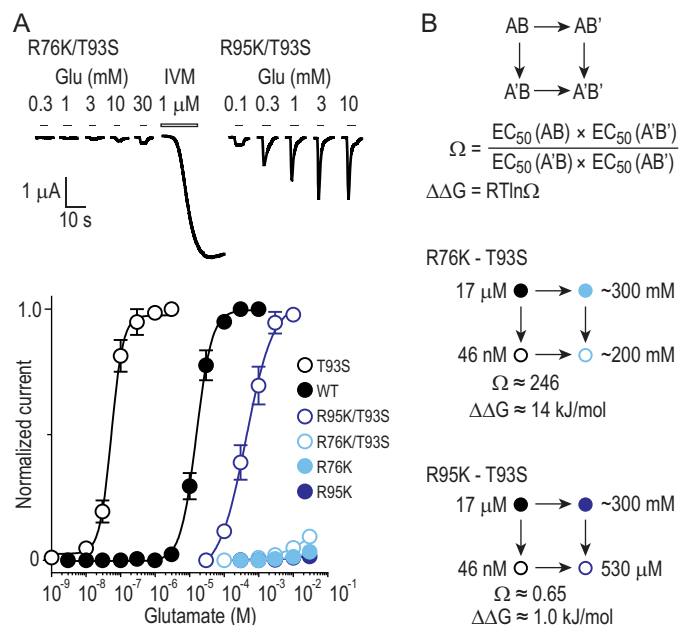 A
R76K/T93S
R95K/T93S
Glu (mM)
IVM
Glu (mM)
0.3 1 3 10 30 1 μM 0.1 0.3 1 3 10
1 μA
10 s
Normalized current
1.0
0
T93S
WT
R95K/T93S
R76K/T93S
R76K
R95K
10⁻⁹ 10⁻⁸ 10⁻⁷ 10⁻⁶ 10⁻⁵ 10⁻⁴ 10⁻³ 10⁻² 10⁻¹
Glutamate (M)
B
AB AB'
A'B A'B'
Ω = EC₅₀ (AB) × EC₅₀ (A'B')
EC₅₀ (A'B) × EC₅₀ (AB')
ΔΔG = RTlnΩ
R76K - T93S
17 μM ~300 mM
46 nM ~200 mM
Ω ≈ 246
ΔΔG ≈ 14 kJ/mol
R95K - T93S
17 μM ~300 mM
46 nM 530 μM
Ω ≈ 0.65
ΔΔG ≈ 1.0 kJ/mol